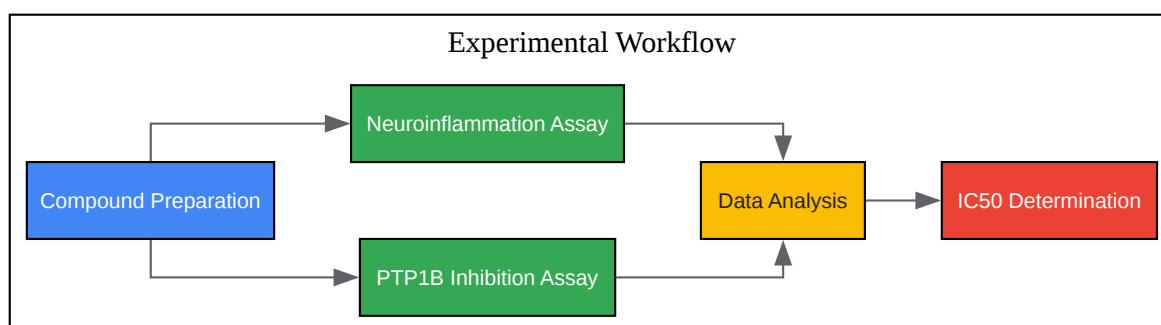 Experimental Workflow
Neuroinflammation Assay
Compound Preparation
Data Analysis
IC50 Determination
PTP1B Inhibition Assay